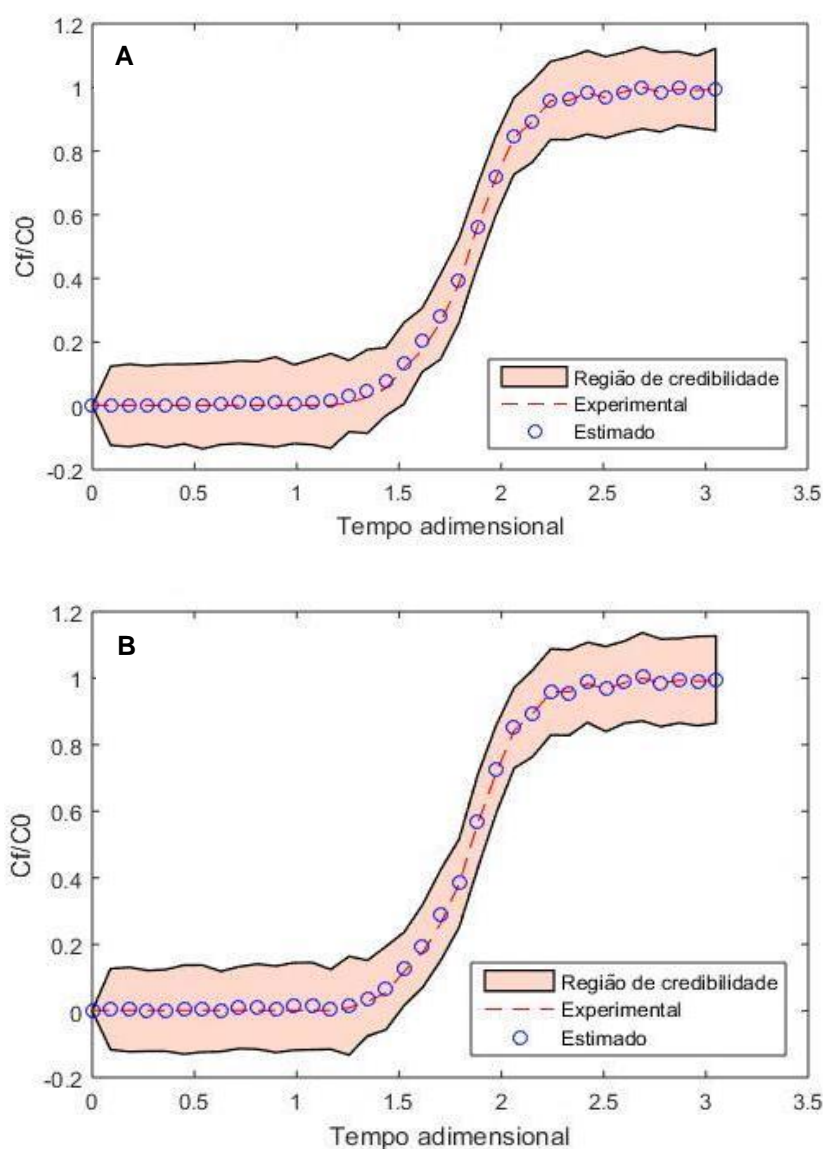 A
1.2
1
0.8
0.6
0.4
0.2
0
-0.2
Cf/C0
Região de credibilidade
Experimental
Estimado
0 0.5 1 1.5 2 2.5 3 3.5
Tempo adimensional
B
1.2
1
0.8
0.6
0.4
0.2
0
-0.2
Cf/C0
Região de credibilidade
Experimental
Estimado
0 0.5 1 1.5 2 2.5 3 3.5
Tempo adimensional